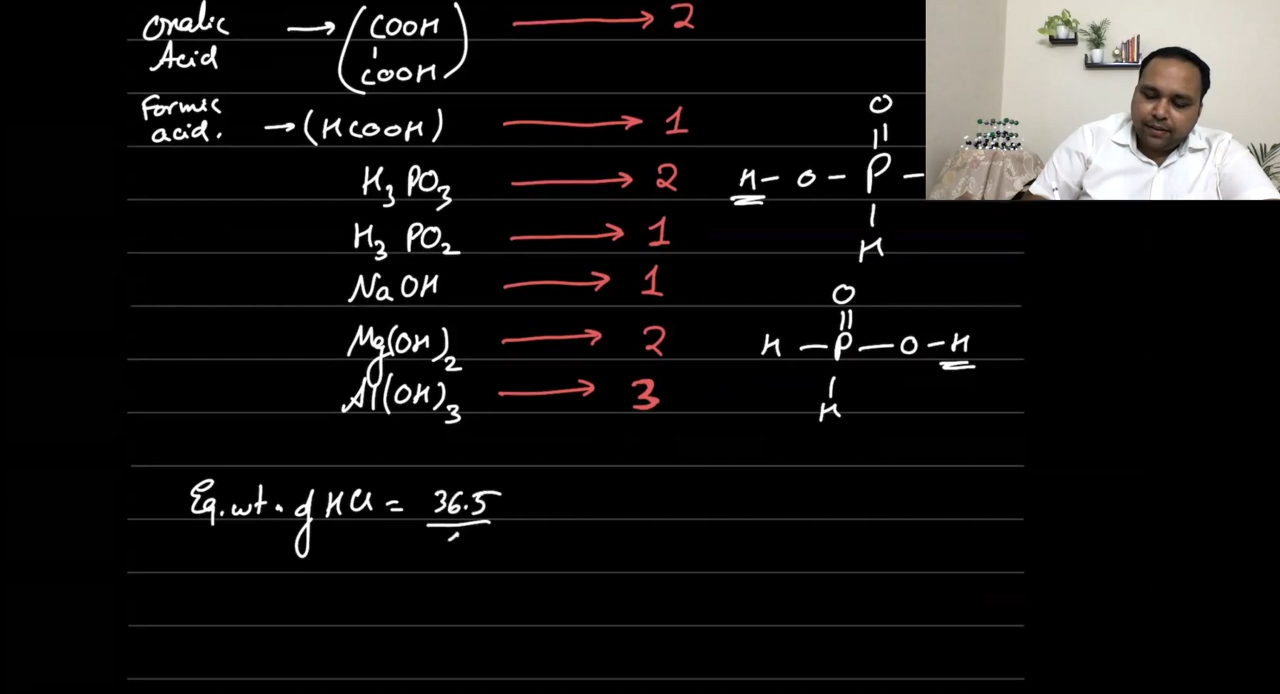 Oxalic Acid → (COOH COOH) → 2
Formic acid. → (HCOOH) → 1
H3PO3 → 2
H3PO2 → 1
NaOH → 1
Mg(OH)2 → 2
Al(OH)3 → 3
O
||
H - O - P -
|
H
O
||
H - P - O - H
|
H
Eq. wt. of HCl = 36.5